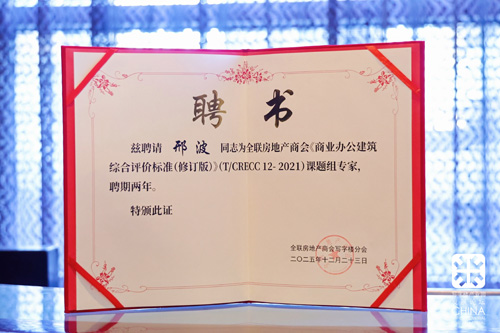 聘 书
兹聘请 邢波 同志为全联房地产商会《商业办公建筑
综合评价标准(修订版)》(T/CRECC 12-2021)课题组专家,
聘期两年。
特颁此证
全联房地产商会写字楼分会
二〇二五年十二月二十三日
CHINA